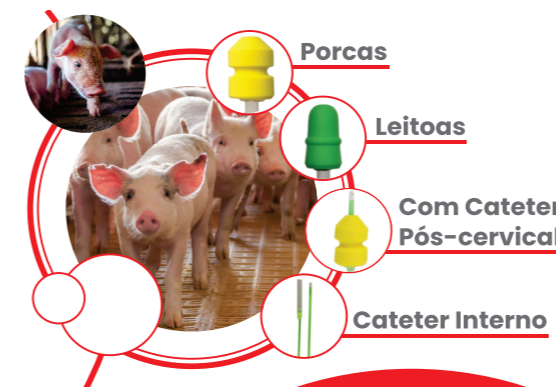 Porcas
Leitoas
Com Cateter
Pós-cervical
Cateter Interno